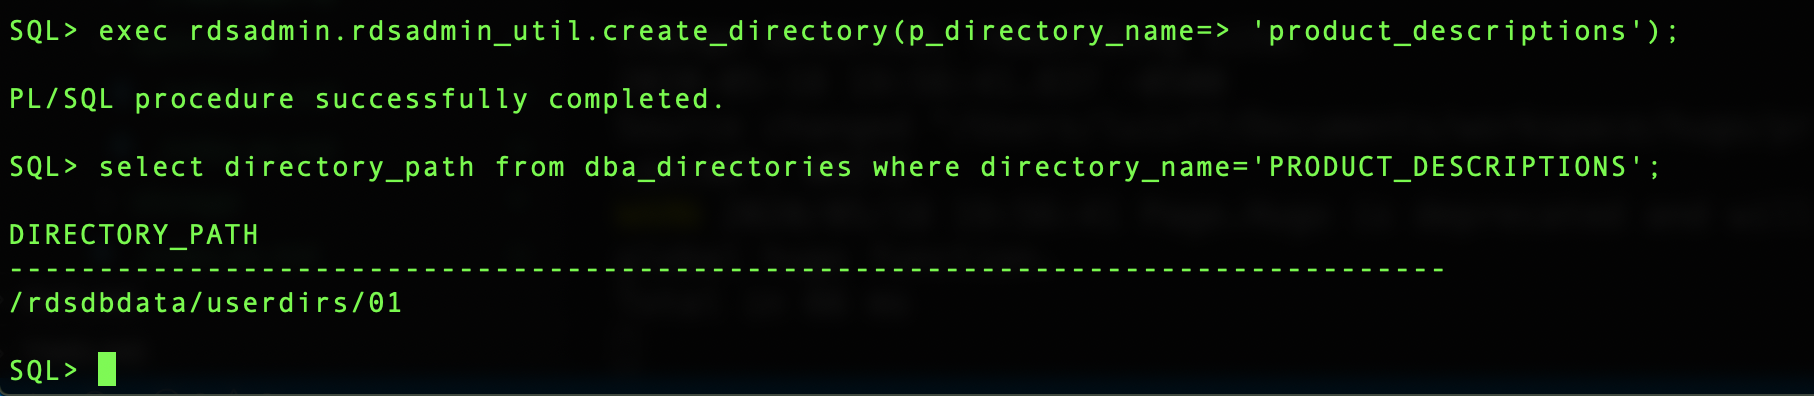 SQL> exec rdsadmin.rdsadmin_util.create_directory(p_directory_name=> 'product_descriptions');
PL/SQL procedure successfully completed.
SQL> select directory_path from dba_directories where directory_name='PRODUCT_DESCRIPTIONS';
DIRECTORY_PATH
--------------------------------------------------------------------------------
/rdsdbdata/userdirs/01
SQL>